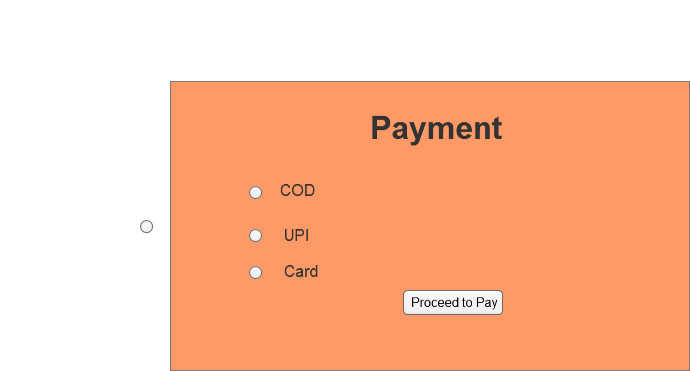 Payment
COD
UPI
Card
Proceed to Pay